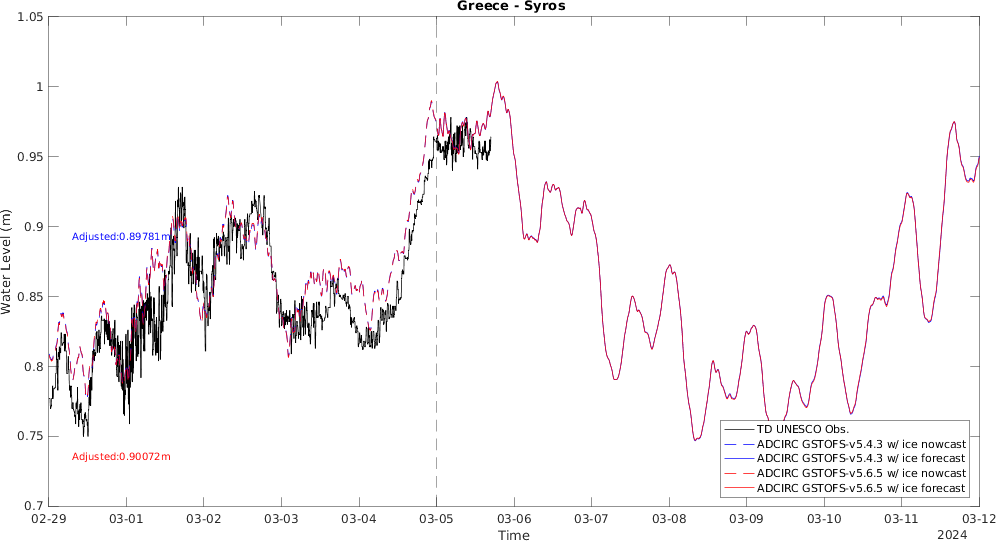 Greece - Syros
1.05
1
0.95
0.9
0.85
0.8
0.75
0.7
Water Level (m)
Adjusted:0.89781m
Adjusted:0.90072m
TD UNESCO Obs.
ADCIRC GSTOFS-v5.4.3 w/ ice nowcast
ADCIRC GSTOFS-v5.4.3 w/ ice forecast
ADCIRC GSTOFS-v5.6.5 w/ ice nowcast
ADCIRC GSTOFS-v5.6.5 w/ ice forecast
02-29 03-01 03-02 03-03 03-04 03-05 03-06 03-07 03-08 03-09 03-10 03-11 03-12
Time
2024